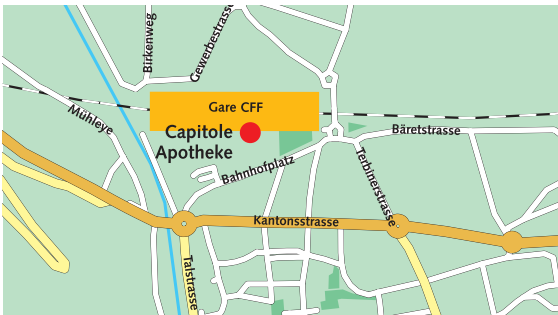 Birkenweg
Gewerbestrasse
Gare CFF
Mühleye
Capitole
Apotheke
Bäretstrasse
Bahnhofplatz
Terbinerstrasse
Kantonsstrasse
Talstrasse